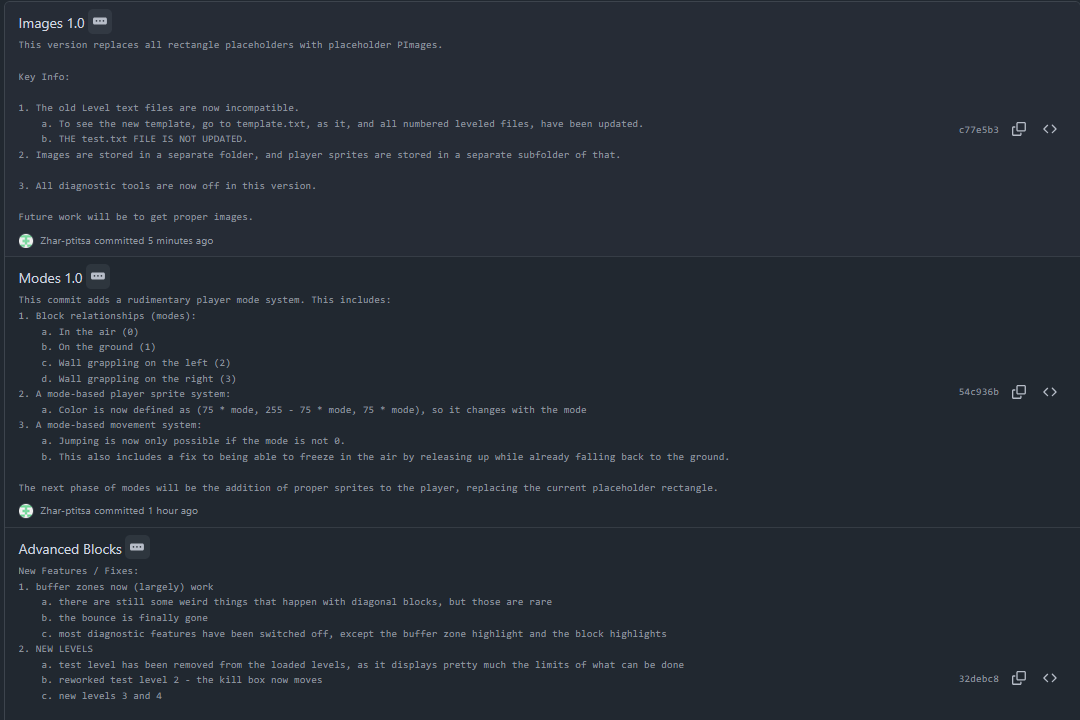 Images 1.0
This version replaces all rectangle placeholders with placeholder PImages.
Key Info:
1. The old Level text files are now incompatible.
a. To see the new template, go to template.txt, as it, and all numbered leveled files, have been updated.
b. THE test.txt FILE IS NOT UPDATED.
c77e5b3
2. Images are stored in a separate folder, and player sprites are stored in a separate subfolder of that.
3. All diagnostic tools are now off in this version.
Future work will be to get proper images.
Zhar-ptitsa committed 5 minutes ago
Modes 1.0
This commit adds a rudimentary player mode system. This includes:
1. Block relationships (modes):
a. In the air (0)
b. On the ground (1)
c. Wall grappling on the left (2)
d. Wall grappling on the right (3)
2. A mode-based player sprite system:
54c936b
a. Color is now defined as (75 * mode, 255 - 75 * mode, 75 * mode), so it changes with the mode
3. A mode-based movement system:
a. Jumping is now only possible if the mode is not 0.
b. This also includes a fix to being able to freeze in the air by releasing up while already falling back to the ground.
The next phase of modes will be the addition of proper sprites to the player, replacing the current placeholder rectangle.
Zhar-ptitsa committed 1 hour ago
Advanced Blocks
New Features / Fixes:
1. buffer zones now (largely) work
a. there are still some weird things that happen with diagonal blocks, but those are rare
b. the bounce is finally gone
c. most diagnostic features have been switched off, except the buffer zone highlight and the block highlights
2. NEW LEVELS
a. test level has been removed from the loaded levels, as it displays pretty much the limits of what can be done
b. reworked test level 2 - the kill box now moves
32debc8
c. new levels 3 and 4